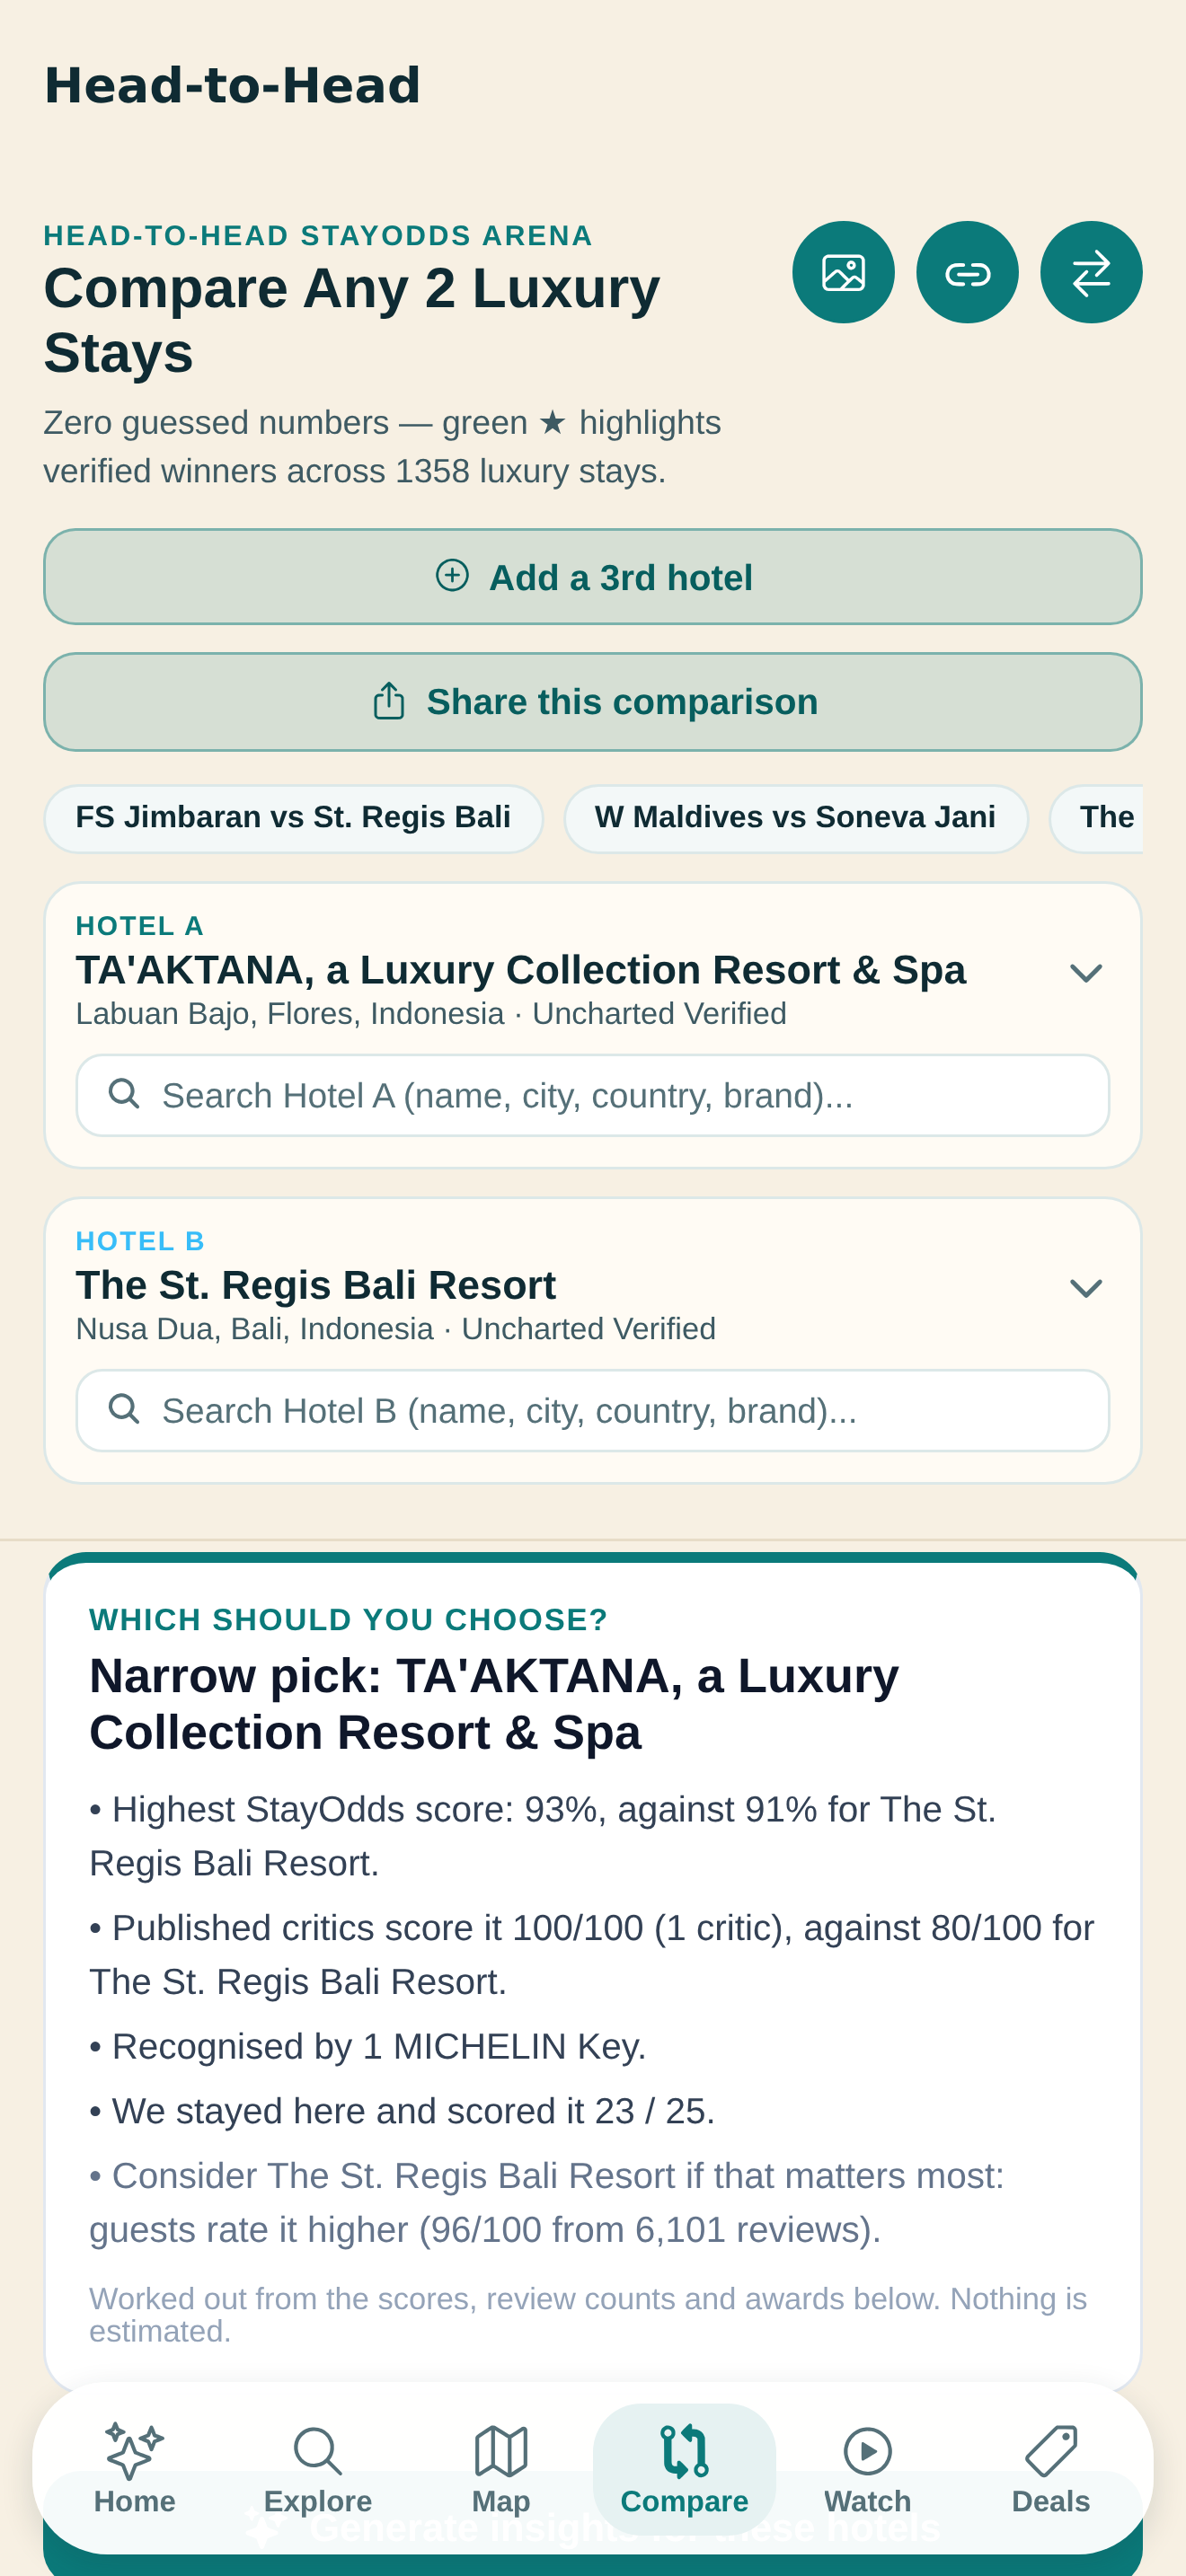 Head-to-Head
HEAD-TO-HEAD STAYODDS ARENA
Compare Any 2 Luxury
Stays
Zero guessed numbers — green ★ highlights
verified winners across 1358 luxury stays.
Add a 3rd hotel
Share this comparison
FS Jimbaran vs St. Regis Bali
W Maldives vs Soneva Jani
The
HOTEL A
TA'AKTANA, a Luxury Collection Resort & Spa
Labuan Bajo, Flores, Indonesia · Uncharted Verified
Search Hotel A (name, city, country, brand)...
HOTEL B
The St. Regis Bali Resort
Nusa Dua, Bali, Indonesia · Uncharted Verified
Search Hotel B (name, city, country, brand)...
WHICH SHOULD YOU CHOOSE?
Narrow pick: TA'AKTANA, a Luxury
Collection Resort & Spa
• Highest StayOdds score: 93%, against 91% for The St.
Regis Bali Resort.
• Published critics score it 100/100 (1 critic), against 80/100 for
The St. Regis Bali Resort.
• Recognised by 1 MICHELIN Key.
• We stayed here and scored it 23 / 25.
• Consider The St. Regis Bali Resort if that matters most:
guests rate it higher (96/100 from 6,101 reviews).
Worked out from the scores, review counts and awards below. Nothing is
estimated.
Home
Explore
Map
Compare
Watch
Deals
Generate insights for these hotels